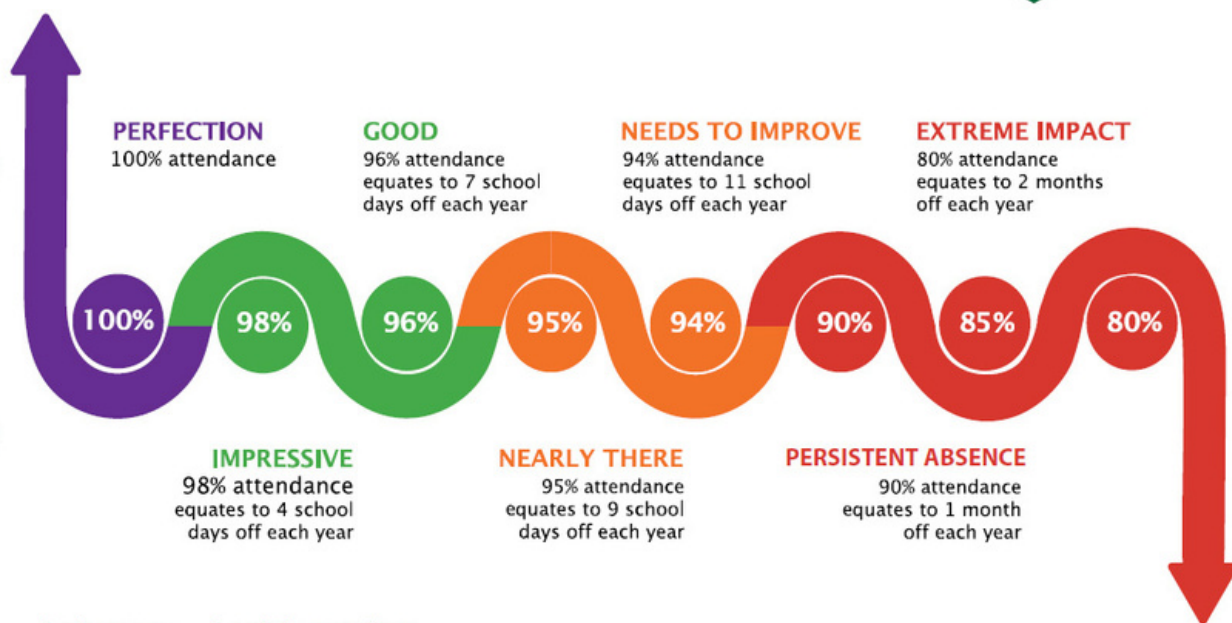 PERFECTION
100% attendance
GOOD
96% attendance
equates to 7 school
days off each year
NEEDS TO IMPROVE
94% attendance
equates to 11 school
days off each year
EXTREME IMPACT
80% attendance
equates to 2 months
off each year
100%
98%
96%
95%
94%
90%
85%
80%
IMPRESSIVE
98% attendance
equates to 4 school
days off each year
NEARLY THERE
95% attendance
equates to 9 school
days off each year
PERSISTENT ABSENCE
90% attendance
equates to 1 month
off each year